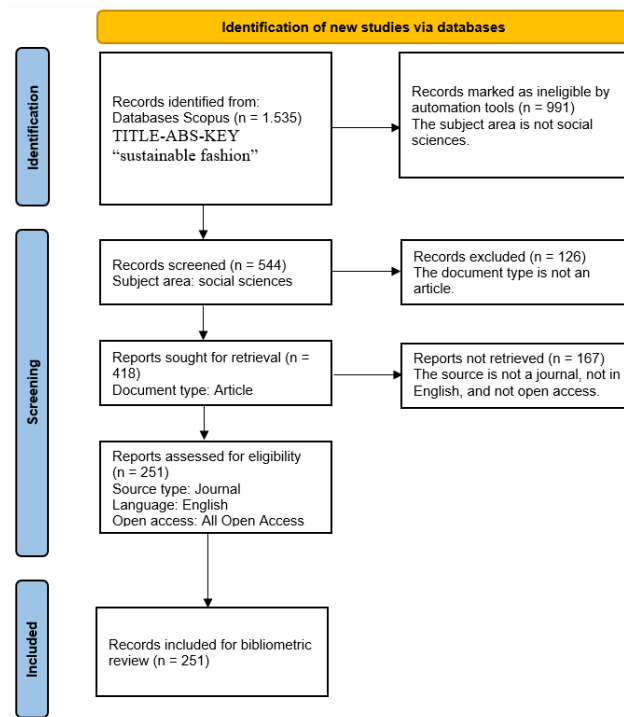 Identification of new studies via databases
Identification
Records identified from:
Databases Scopus (n = 1.535)
TITLE-ABS-KEY
“sustainable fashion”
Records marked as ineligible by
automation tools (n = 991)
The subject area is not social
sciences.
Screening
Records screened (n = 544)
Subject area: social sciences
Records excluded (n = 126)
The document type is not an
article.
Reports sought for retrieval (n =
418)
Document type: Article
Reports not retrieved (n = 167)
The source is not a journal, not in
English, and not open access.
Reports assessed for eligibility
(n = 251)
Source type: Journal
Language: English
Open access: All Open Access
Included
Records included for bibliometric
review (n = 251)